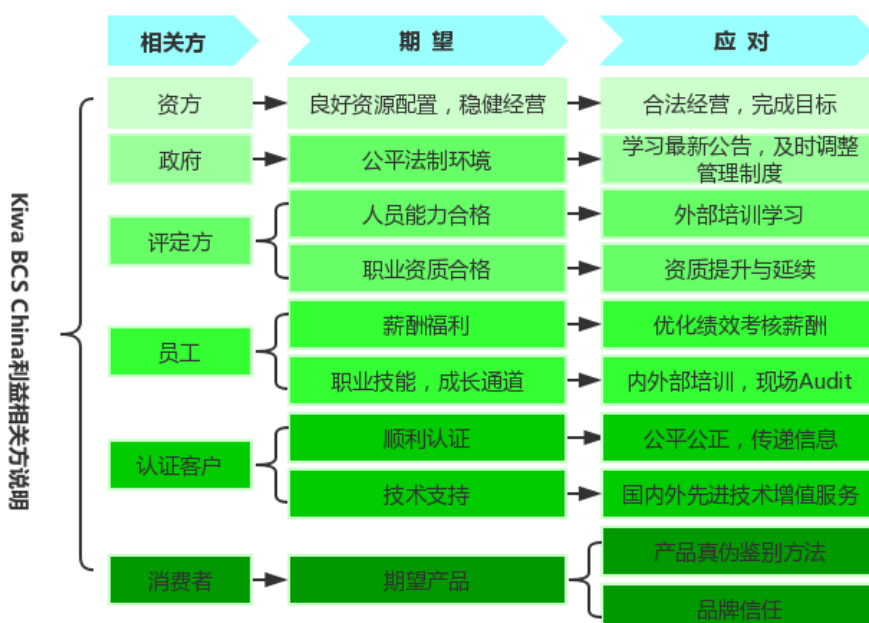 Kiwa BCS China利益相关方说明
相关方
期 望
应 对
资方
良好资源配置，稳健经营
合法经营，完成目标
政府
公平法制环境
学习最新公告，及时调整
管理制度
评定方
人员能力合格
外部培训学习
职业资质合格
资质提升与延续
员工
薪酬福利
优化绩效考核薪酬
职业技能，成长通道
内外部培训，现场Audit
认证客户
顺利认证
公平公正，传递信息
技术支持
国内外先进技术增值服务
消费者
期望产品
产品真伪鉴别方法
品牌信任